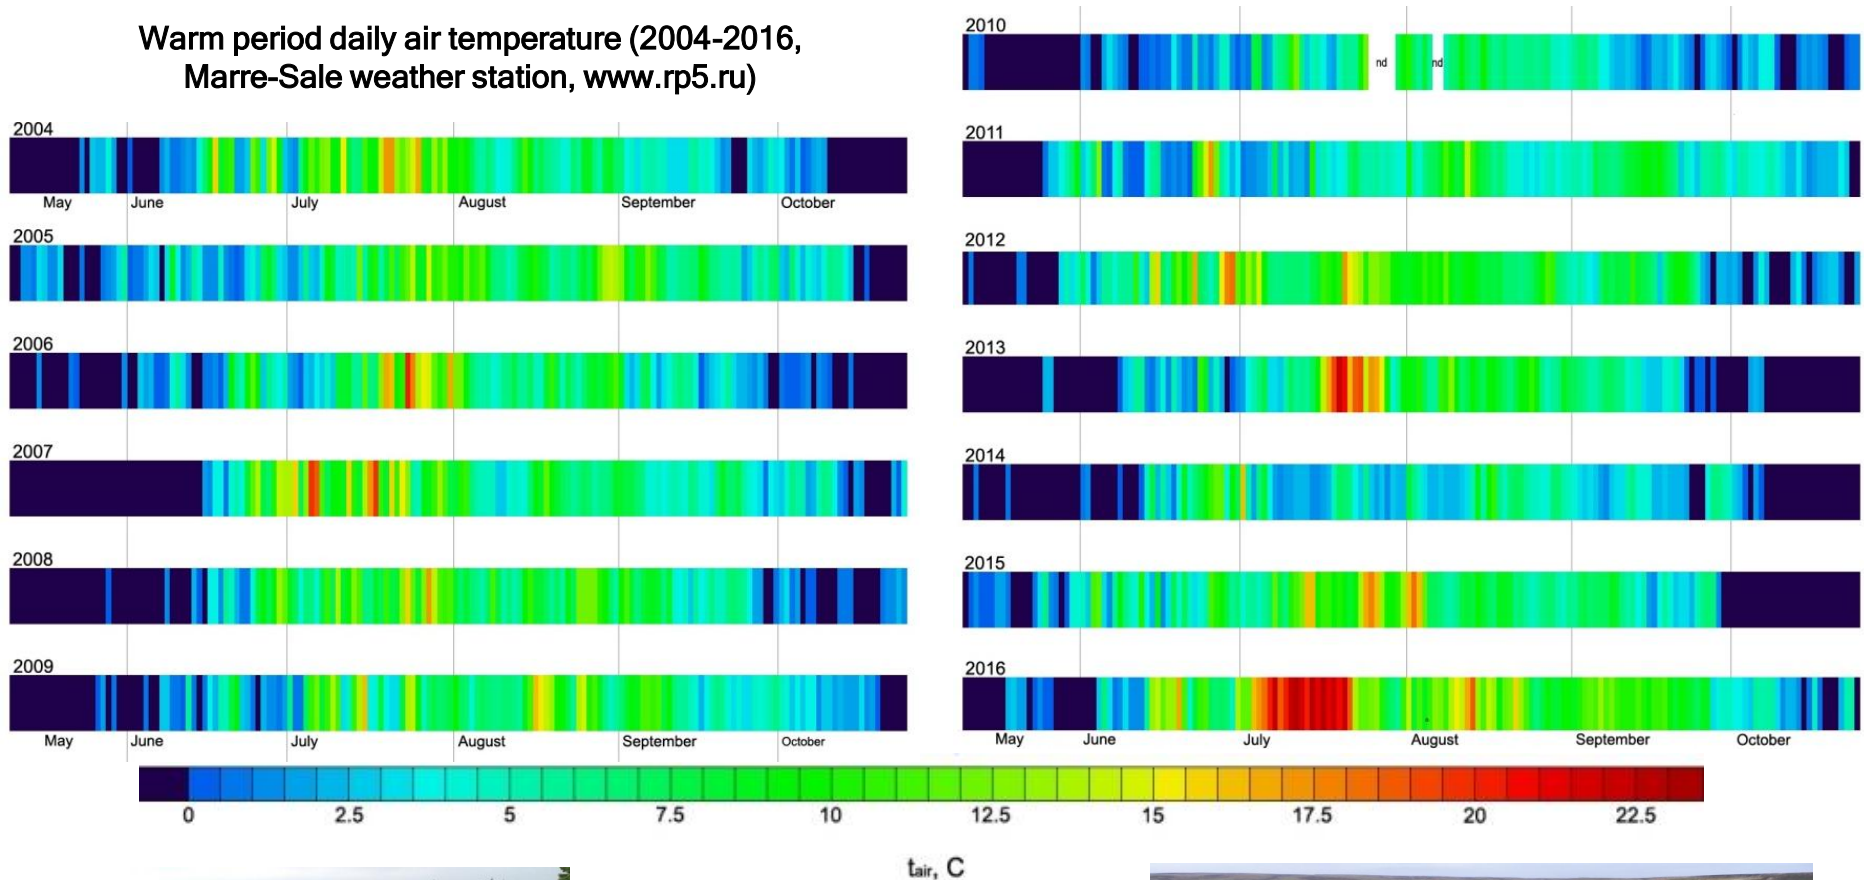 Warm period daily air temperature (2004-2016,
Marre-Sale weather station, www.rp5.ru)
2004
May June July August September October
2005
2006
2007
2008
2009
May June July August September October
2010
nd nd
2011
2012
2013
2014
2015
2016
May June July August September October
0 2.5 5 7.5 10 12.5 15 17.5 20 22.5
tair, C